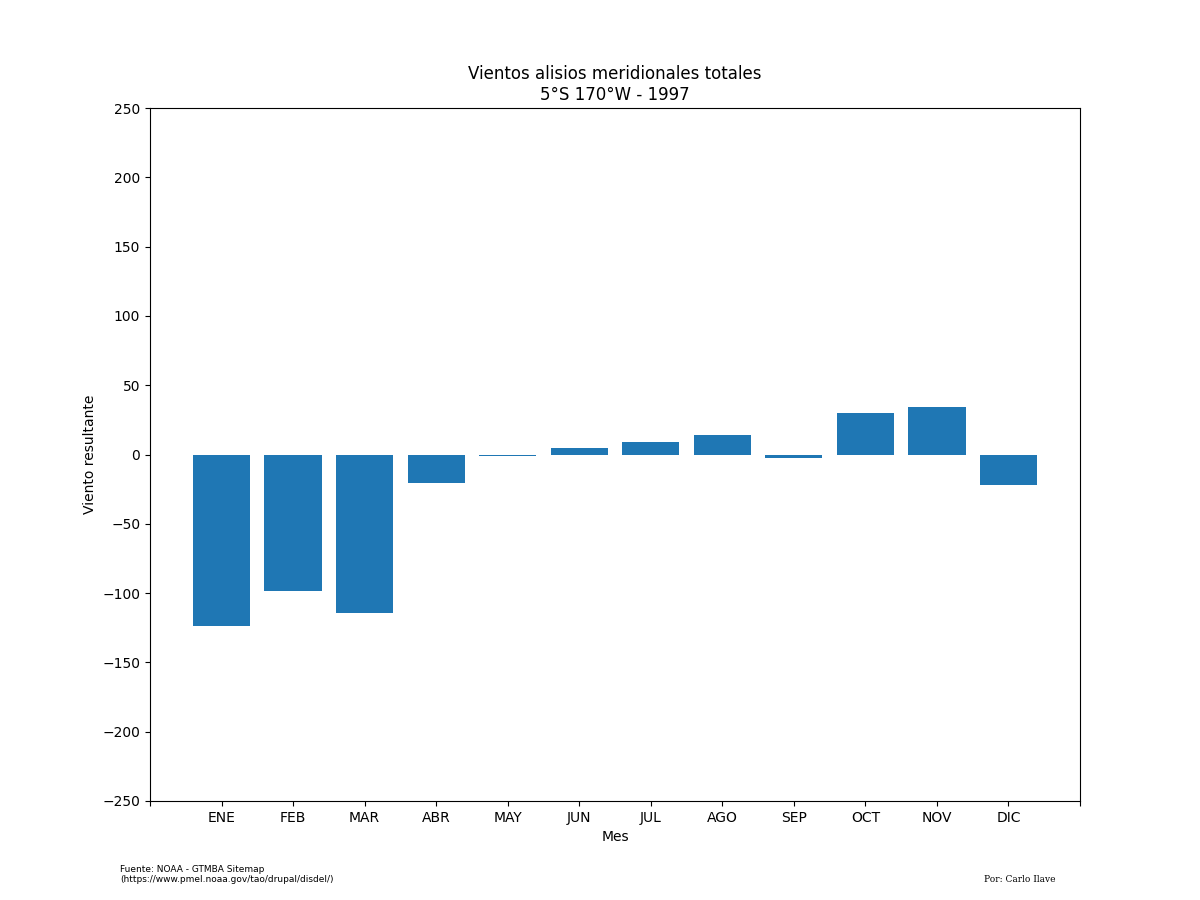 Vientos alisios meridionales totales
5°S 170°W - 1997
250
200
150
100
50
0
−50
−100
−150
−200
−250
Viento resultante
ENE FEB MAR ABR MAY JUN JUL AGO SEP OCT NOV DIC
Mes
Fuente: NOAA - GTMBA Sitemap
(https://www.pmel.noaa.gov/tao/drupal/disdel/)
Por: Carlo Ilave